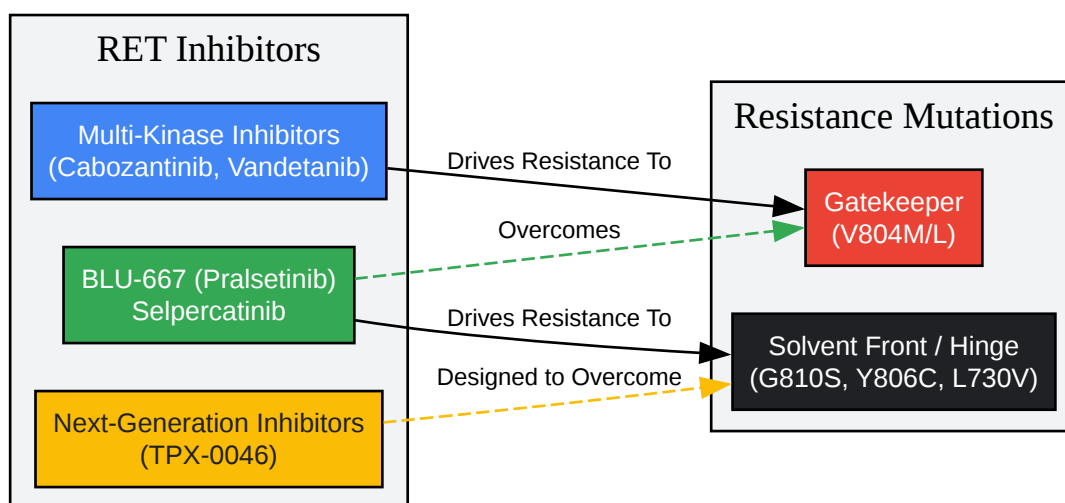 RET Inhibitors
Multi-Kinase Inhibitors
(Cabozantinib, Vandetanib)
BLU-667 (Pralsetinib)
Selpercatinib
Next-Generation Inhibitors
(TPX-0046)
Drives Resistance To
Overcomes
Drives Resistance To
Designed to Overcome
Resistance Mutations
Gatekeeper
(V804M/L)
Solvent Front / Hinge
(G810S, Y806C, L730V)